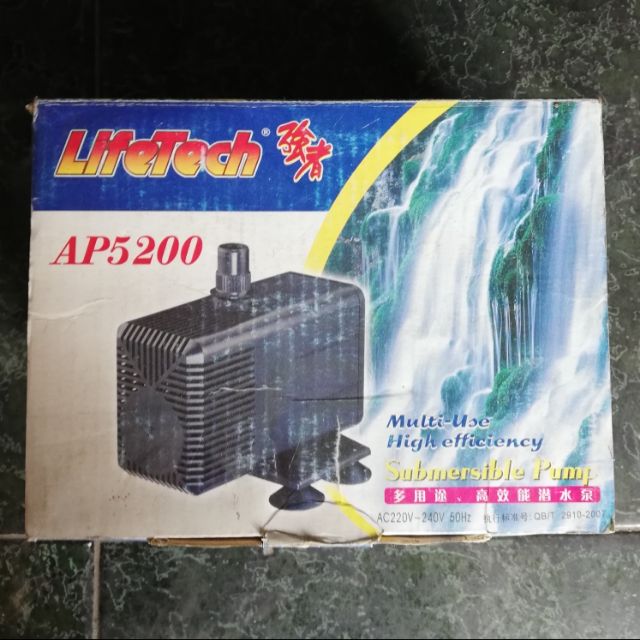 LifeTech® 強者
AP5200
Multi-Use
High efficiency
Submersible Pump
多用途、高效能潜水泵
AC220V~240V 50Hz 执行标准号: QB/T 2910-2007